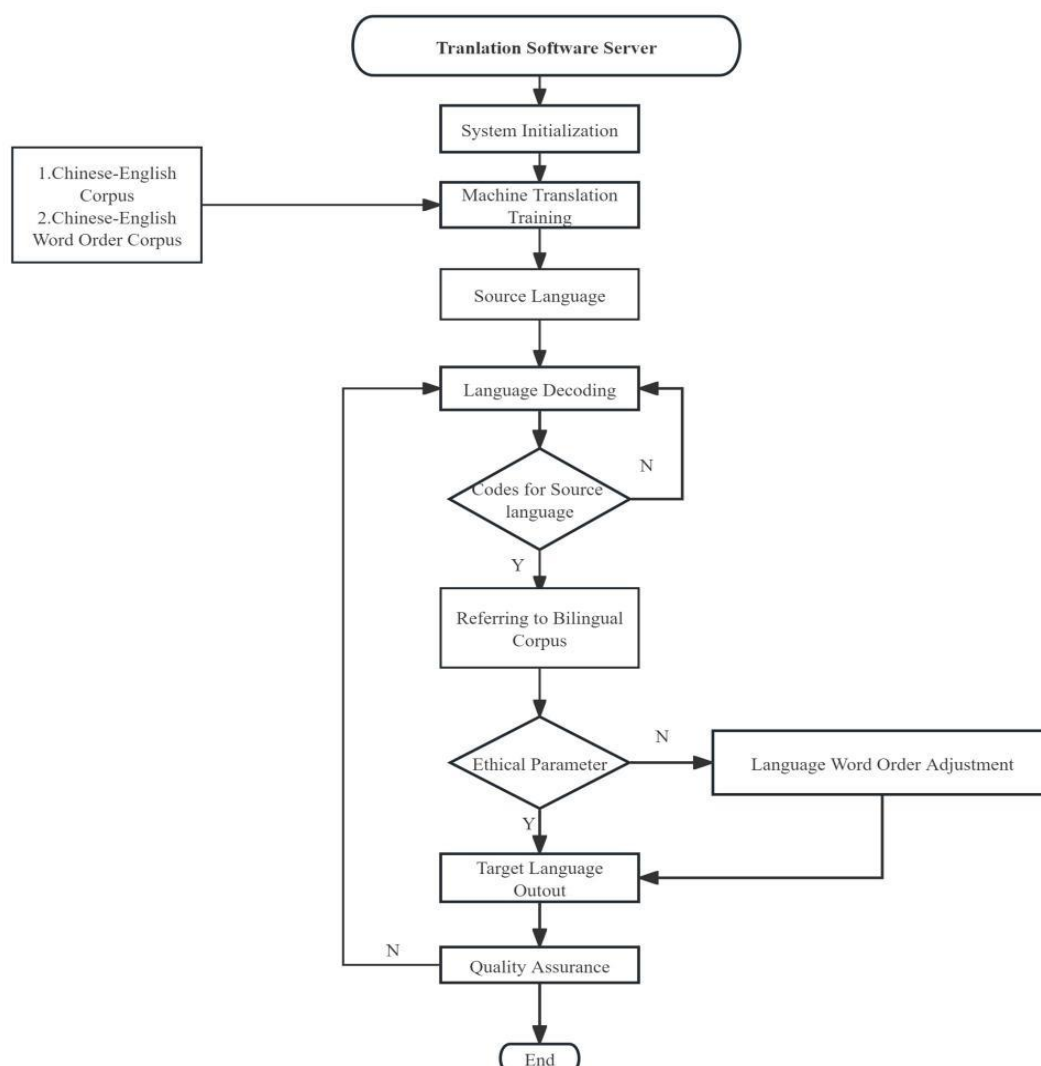 Tranlation Software Server
System Initialization
1.Chinese-English
Corpus
2.Chinese-English
Word Order Corpus
Machine Translation
Training
Source Language
Language Decoding
N
Codes for Source
language
Y
Referring to Bilingual
Corpus
Ethical Parameter
N
Language Word Order Adjustment
Y
Target Language
Outout
N
Quality Assurance
End